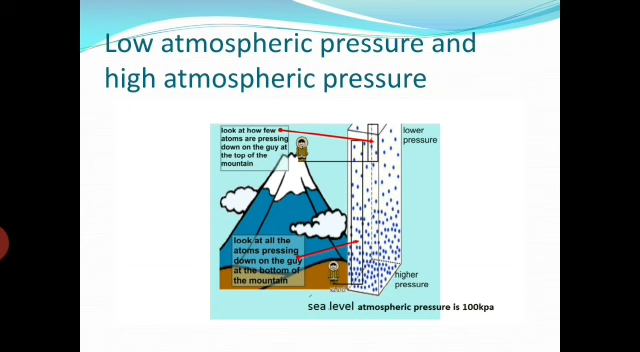 Low atmospheric pressure and
high atmospheric pressure
look at how few
atoms are pressing
down on the guy at
the top of the
mountain
lower
pressure
look at all the
atoms pressing
down on the guy
at the bottom of
the mountain
higher
pressure
sea level atmospheric pressure is 100kpa